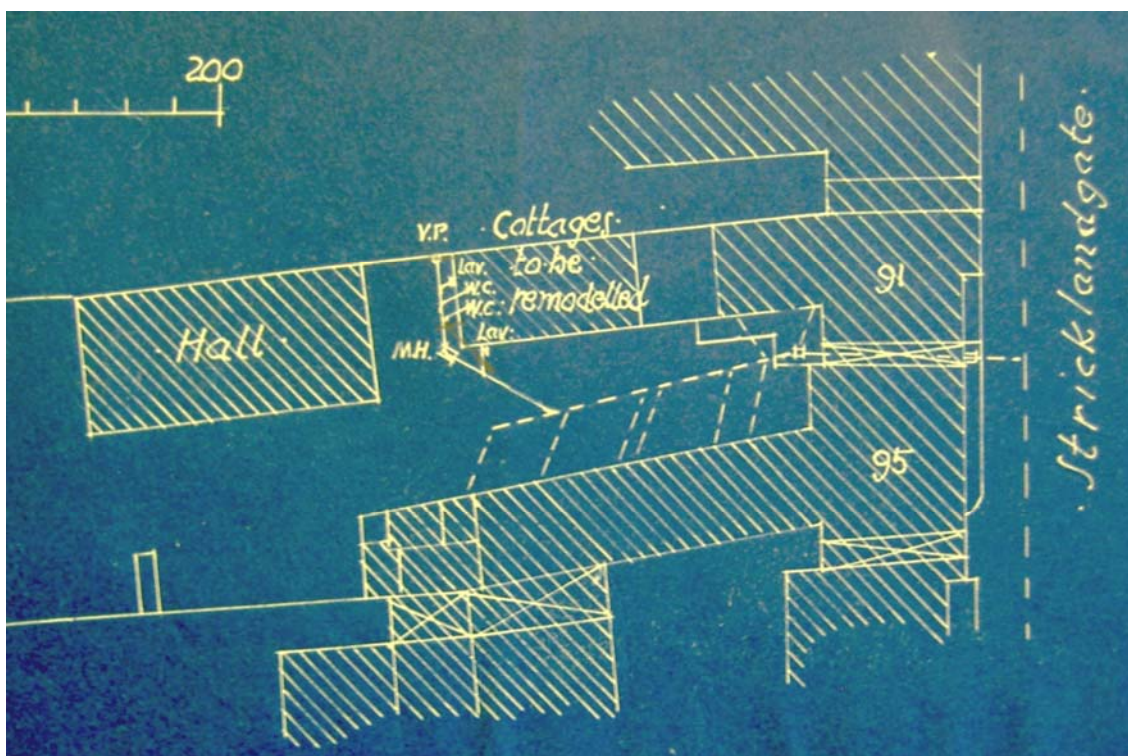 200
V.P.
Cottages
to be
remodelled
Lav.
W.C.
W.C.
Lav.
M.H.
Hall
91
95
Stricklandgate.